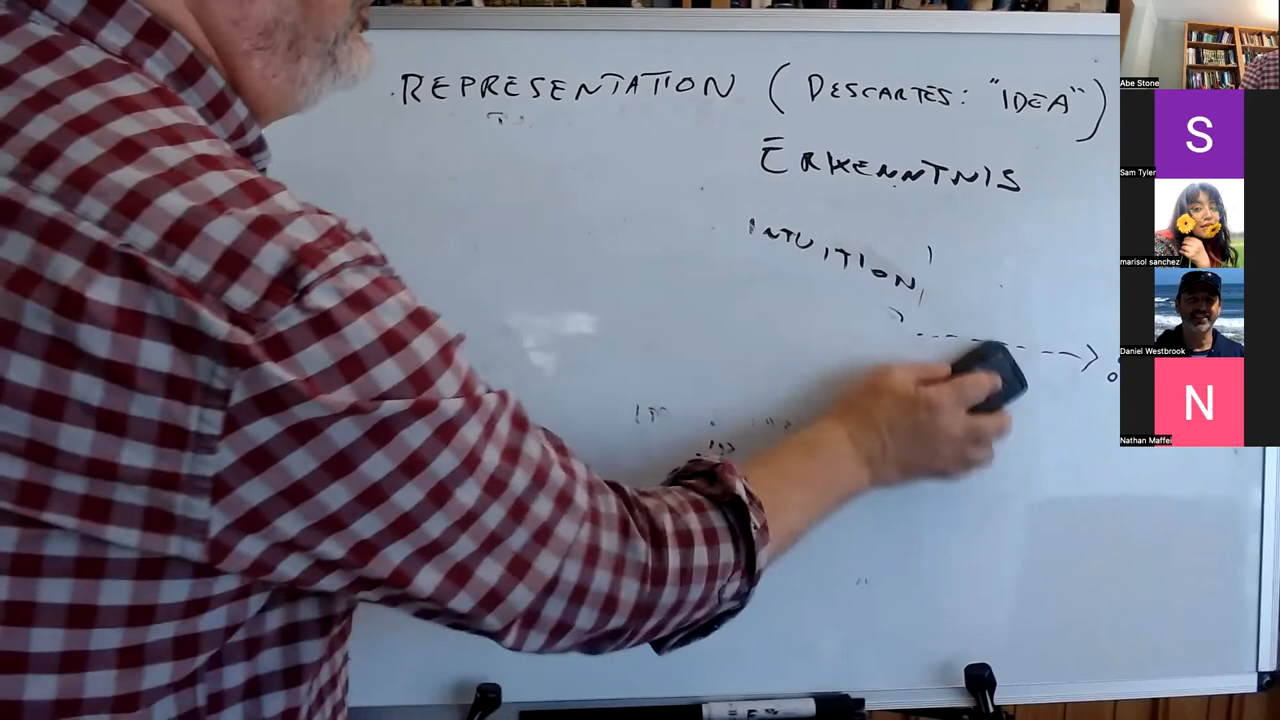 REPRESENTATION (DESCARTES: "IDEA")
ERKENNTNIS
INTUITION
Abe Stone
S
Sam Tyler
marisol sanchez
Daniel Westbrook
N
Nathan Maffei